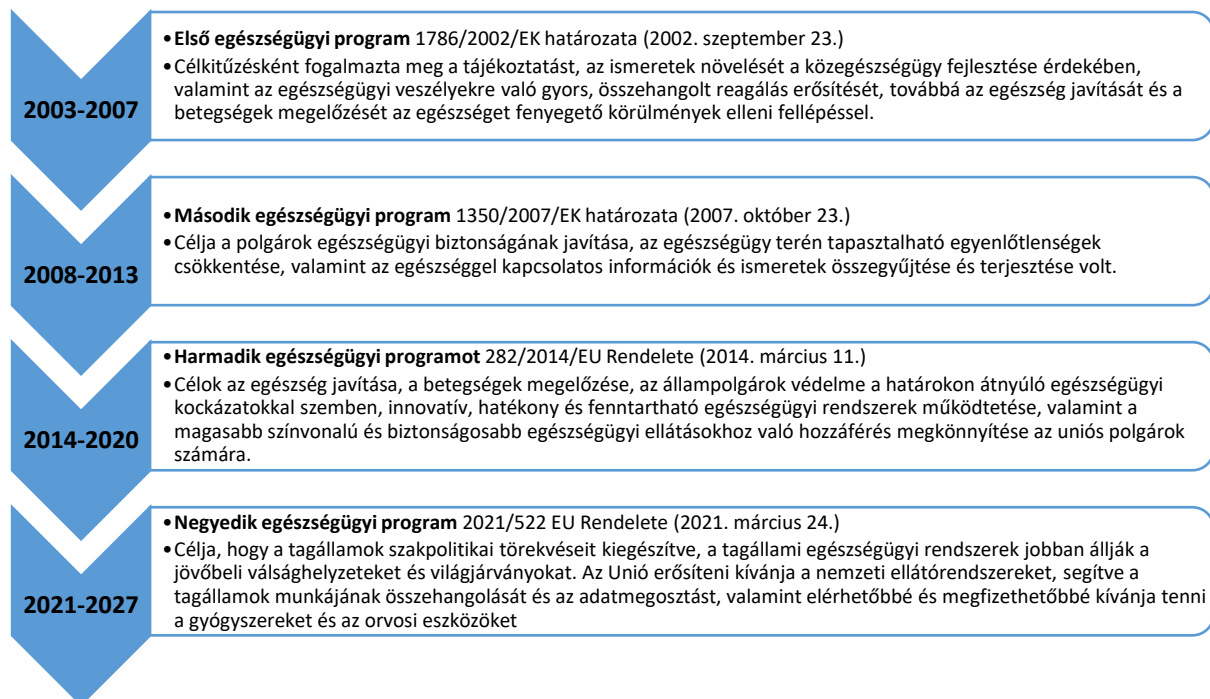 2003-2007
•Első egészségügyi program 1786/2002/EK határozata (2002. szeptember 23.)
•Célkitűzésként fogalmazta meg a tájékoztatást, az ismeretek növelését a közegészségügy fejlesztése érdekében,
valamint az egészségügyi veszélyekre való gyors, összehangolt reagálás erősítését, továbbá az egészség javítását és a
betegségek megelőzését az egészséget fenyegető körülmények elleni fellépéssel.
2008-2013
•Második egészségügyi program 1350/2007/EK határozata (2007. október 23.)
•Célja a polgárok egészségügyi biztonságának javítása, az egészségügy terén tapasztalható egyenlőtlenségek
csökkentése, valamint az egészséggel kapcsolatos információk és ismeretek összegyűjtése és terjesztése volt.
2014-2020
•Harmadik egészségügyi programot 282/2014/EU Rendelete (2014. március 11.)
•Célok az egészség javítása, a betegségek megelőzése, az állampolgárok védelme a határokon átnyúló egészségügyi
kockázatokkal szemben, innovatív, hatékony és fenntartható egészségügyi rendszerek működtetése, valamint a
magasabb színvonalú és biztonságosabb egészségügyi ellátásokhoz való hozzáférés megkönnyítése az uniós polgárok
számára.
2021-2027
•Negyedik egészségügyi program 2021/522 EU Rendelete (2021. március 24.)
•Célja, hogy a tagállamok szakpolitikai törekvéseit kiegészítve, a tagállami egészségügyi rendszerek jobban állják a
jövőbeli válsághelyzeteket és világjárványokat. Az Unió erősíteni kívánja a nemzeti ellátórendszereket, segítve a
tagállamok munkájának összehangolását és az adatmegosztást, valamint elérhetőbbé és megfizethetőbbé kívánja tenni
a gyógyszereket és az orvosi eszközöket